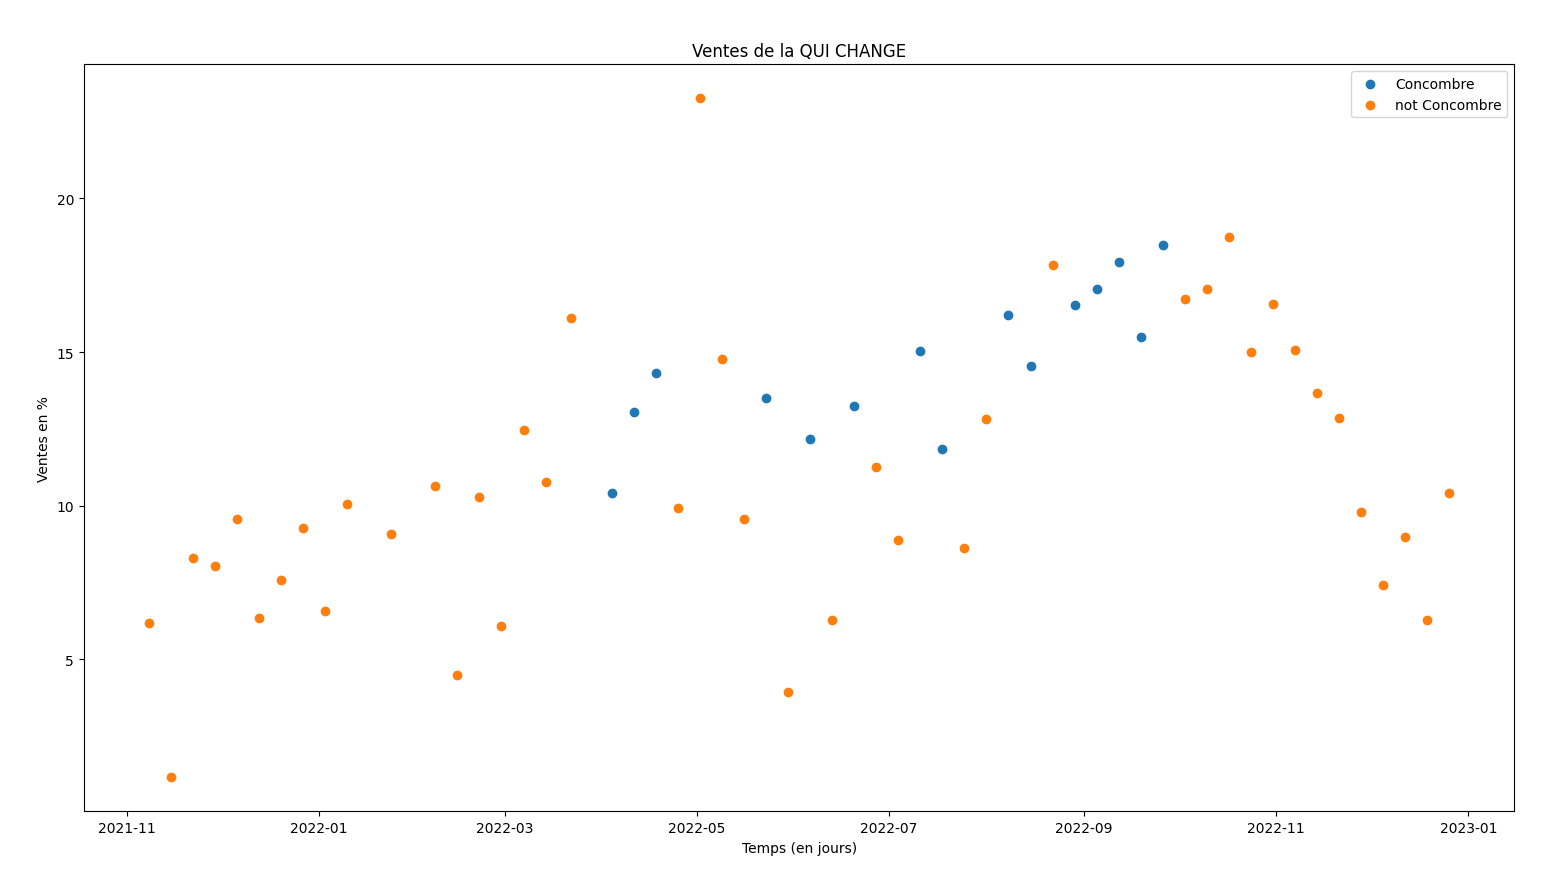 Ventes de la QUI CHANGE
Concombre
not Concombre
Ventes en %
20
15
10
5
2021-11
2022-01
2022-03
2022-05
2022-07
2022-09
2022-11
2023-01
Temps (en jours)